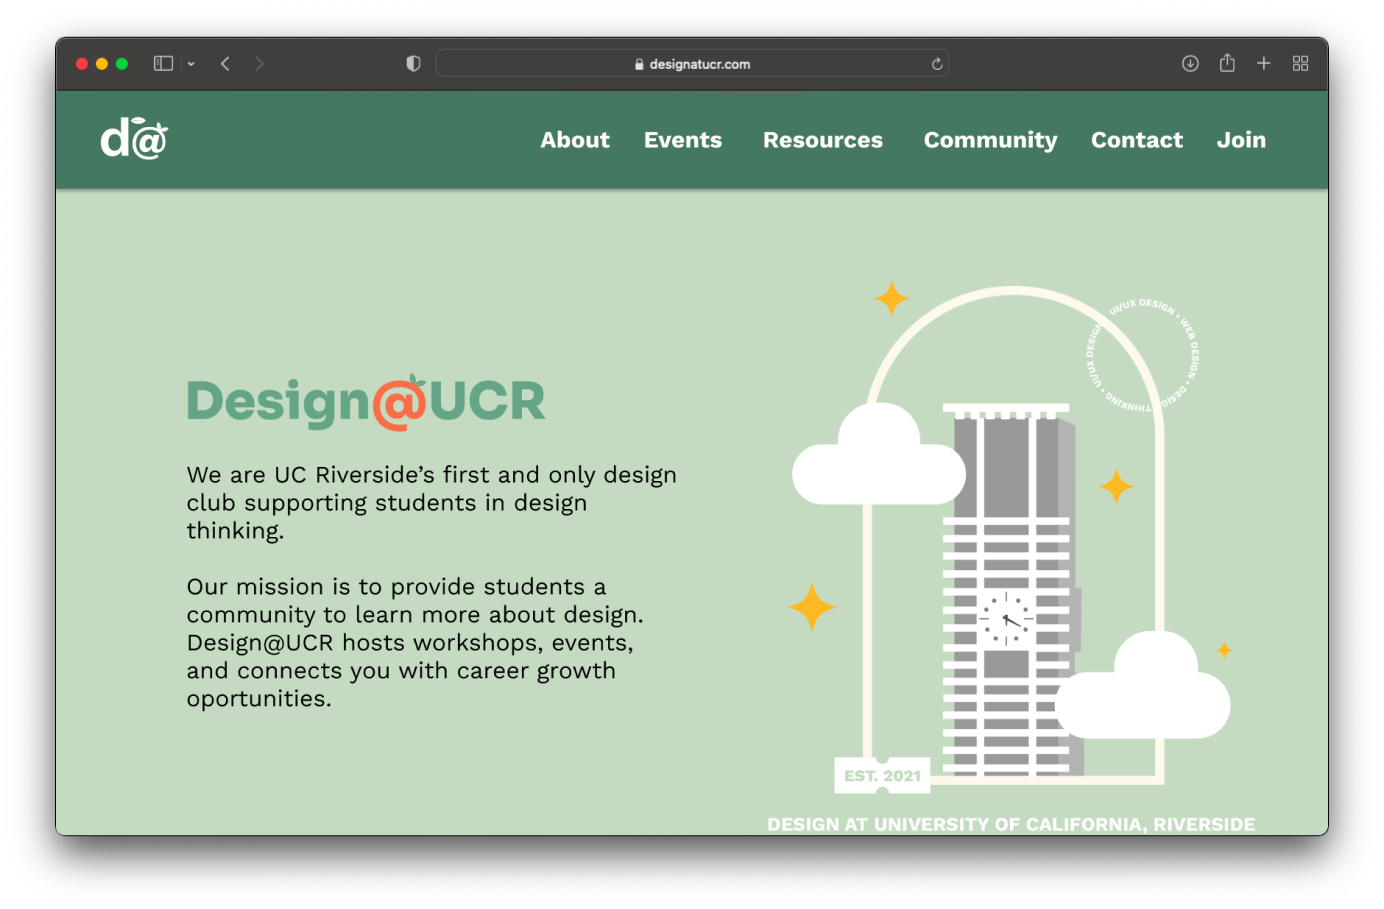 designatucr.com
d@
About Events Resources Community Contact Join
Design@UCR
We are UC Riverside’s first and only design
club supporting students in design
thinking.
Our mission is to provide students a
community to learn more about design.
Design@UCR hosts workshops, events,
and connects you with career growth
oportunities.
UI/UX DESIGN • WEB DESIGN • DESIGN THINKING • UI/UX DESIGN
EST. 2021
DESIGN AT UNIVERSITY OF CALIFORNIA, RIVERSIDE